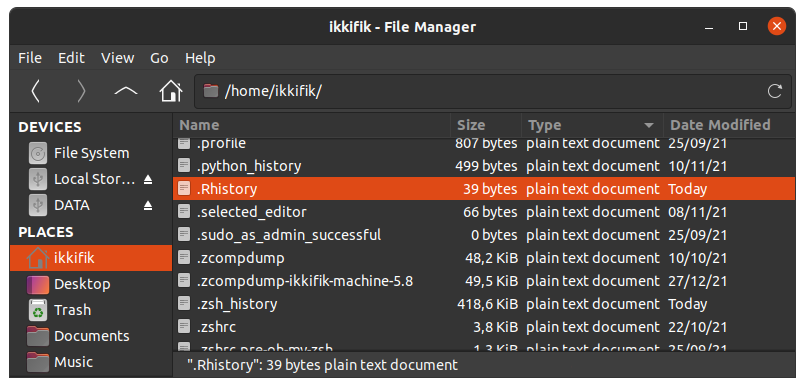 ikkifik - File Manager
File Edit View Go Help
/home/ikkifik/
DEVICES
File System
Local Stor...
DATA
PLACES
ikkifik
Desktop
Trash
Documents
Music
Name Size Type Date Modified
.profile 807 bytes plain text document 25/09/21
.python_history 499 bytes plain text document 10/11/21
.Rhistory 39 bytes plain text document Today
.selected_editor 66 bytes plain text document 08/11/21
.sudo_as_admin_successful 0 bytes plain text document 25/09/21
.zcompdump 48,2 KiB plain text document 10/10/21
.zcompdump-ikkifik-machine-5.8 49,5 KiB plain text document 27/12/21
.zsh_history 418,6 KiB plain text document Today
.zshrc 3,8 KiB plain text document 22/10/21
.zshrc.pre-oh-my-zsh 1,3 KiB plain text document 25/09/21
".Rhistory": 39 bytes plain text document